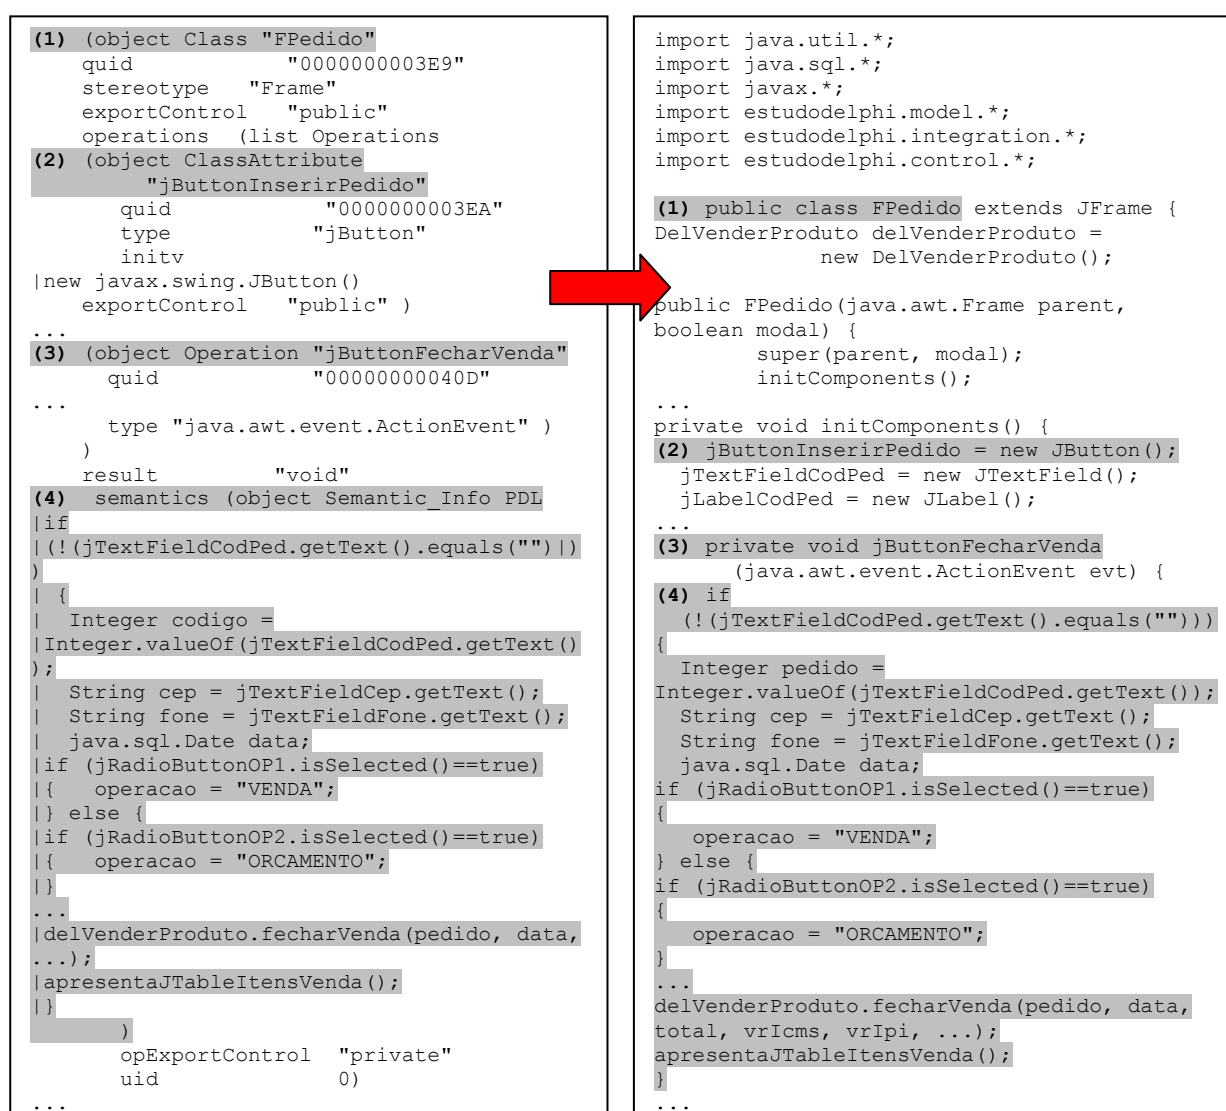 (1) (object Class "FPedido"
quid "0000000003E9"
stereotype "Frame"
exportControl "public"
operations (list Operations
(2) (object ClassAttribute
"jButtonInserirPedido"
quid "0000000003EA"
type "jButton"
initv
|new javax.swing.JButton()
exportControl "public" )
...
(3) (object Operation "jButtonFecharVenda"
quid "00000000040D"
...
type "java.awt.event.ActionEvent" )
)
result "void"
(4) semantics (object Semantic_Info PDL
|if
|(!(jTextFieldCodPed.getText().equals("")|)
)
| {
| Integer codigo =
|Integer.valueOf(jTextFieldCodPed.getText()
);
| String cep = jTextFieldCep.getText();
| String fone = jTextFieldFone.getText();
| java.sql.Date data;
|if (jRadioButtonOP1.isSelected()==true)
|{ operacao = "VENDA";
|} else {
|if (jRadioButtonOP2.isSelected()==true)
|{ operacao = "ORCAMENTO";
|}
...
|delVenderProduto.fecharVenda(pedido, data,
...);
|apresentaJTableItensVenda();
|}
)
opExportControl "private"
uid 0)
...
import java.util.*;
import java.sql.*;
import javax.*;
import estudodelphi.model.*;
import estudodelphi.integration.*;
import estudodelphi.control.*;
(1) public class FPedido extends JFrame {
DelVenderProduto delVenderProduto =
new DelVenderProduto();
public FPedido(java.awt.Frame parent,
boolean modal) {
super(parent, modal);
initComponents();
...
private void initComponents() {
(2) jButtonInserirPedido = new JButton();
jTextFieldCodPed = new JTextField();
jLabelCodPed = new JLabel();
...
(3) private void jButtonFecharVenda
(java.awt.event.ActionEvent evt) {
(4) if
(!(jTextFieldCodPed.getText().equals("")))
{
Integer pedido =
Integer.valueOf(jTextFieldCodPed.getText());
String cep = jTextFieldCep.getText();
String fone = jTextFieldFone.getText();
java.sql.Date data;
if (jRadioButtonOP1.isSelected()==true)
{
operacao = "VENDA";
} else {
if (jRadioButtonOP2.isSelected()==true)
{
operacao = "ORCAMENTO";
}
...
delVenderProduto.fecharVenda(pedido, data,
total, vrIcms, vrIpi, ...);
apresentaJTableItensVenda();
}
...